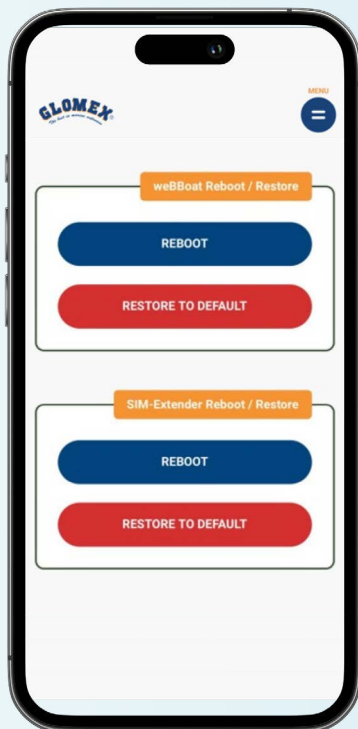 MENU
GLOMEX®
weBBoat Reboot / Restore
REBOOT
RESTORE TO DEFAULT
SIM-Extender Reboot / Restore
REBOOT
RESTORE TO DEFAULT